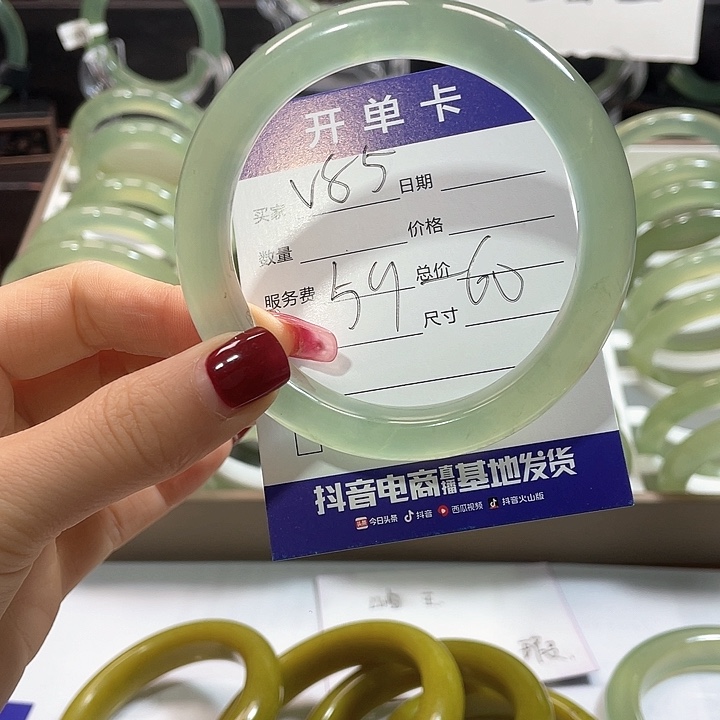 开单卡
买家 V85 日期
数量 价格
服务费 59 总价 60
尺寸
抖音电商直播基地发货
今日头条 抖音 西瓜视频 抖音火山版